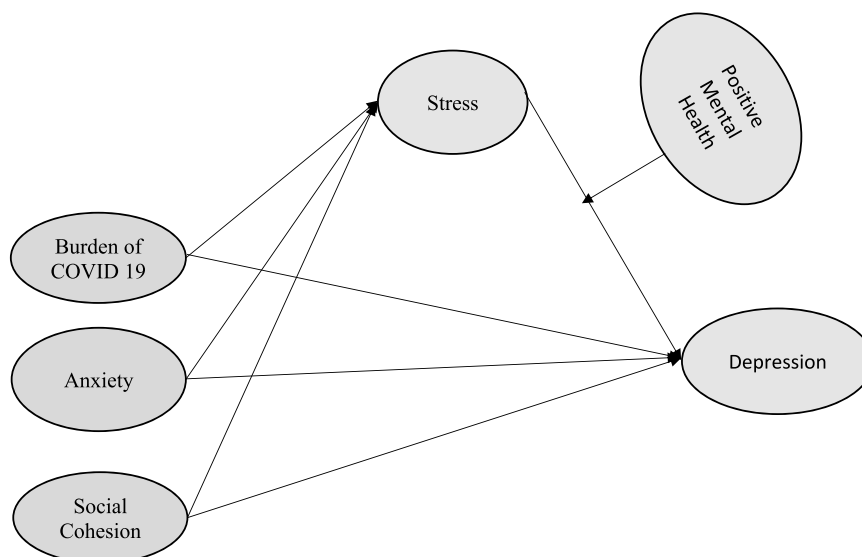 Stress
Positive
Mental
Health
Burden of
COVID 19
Anxiety
Depression
Social
Cohesion